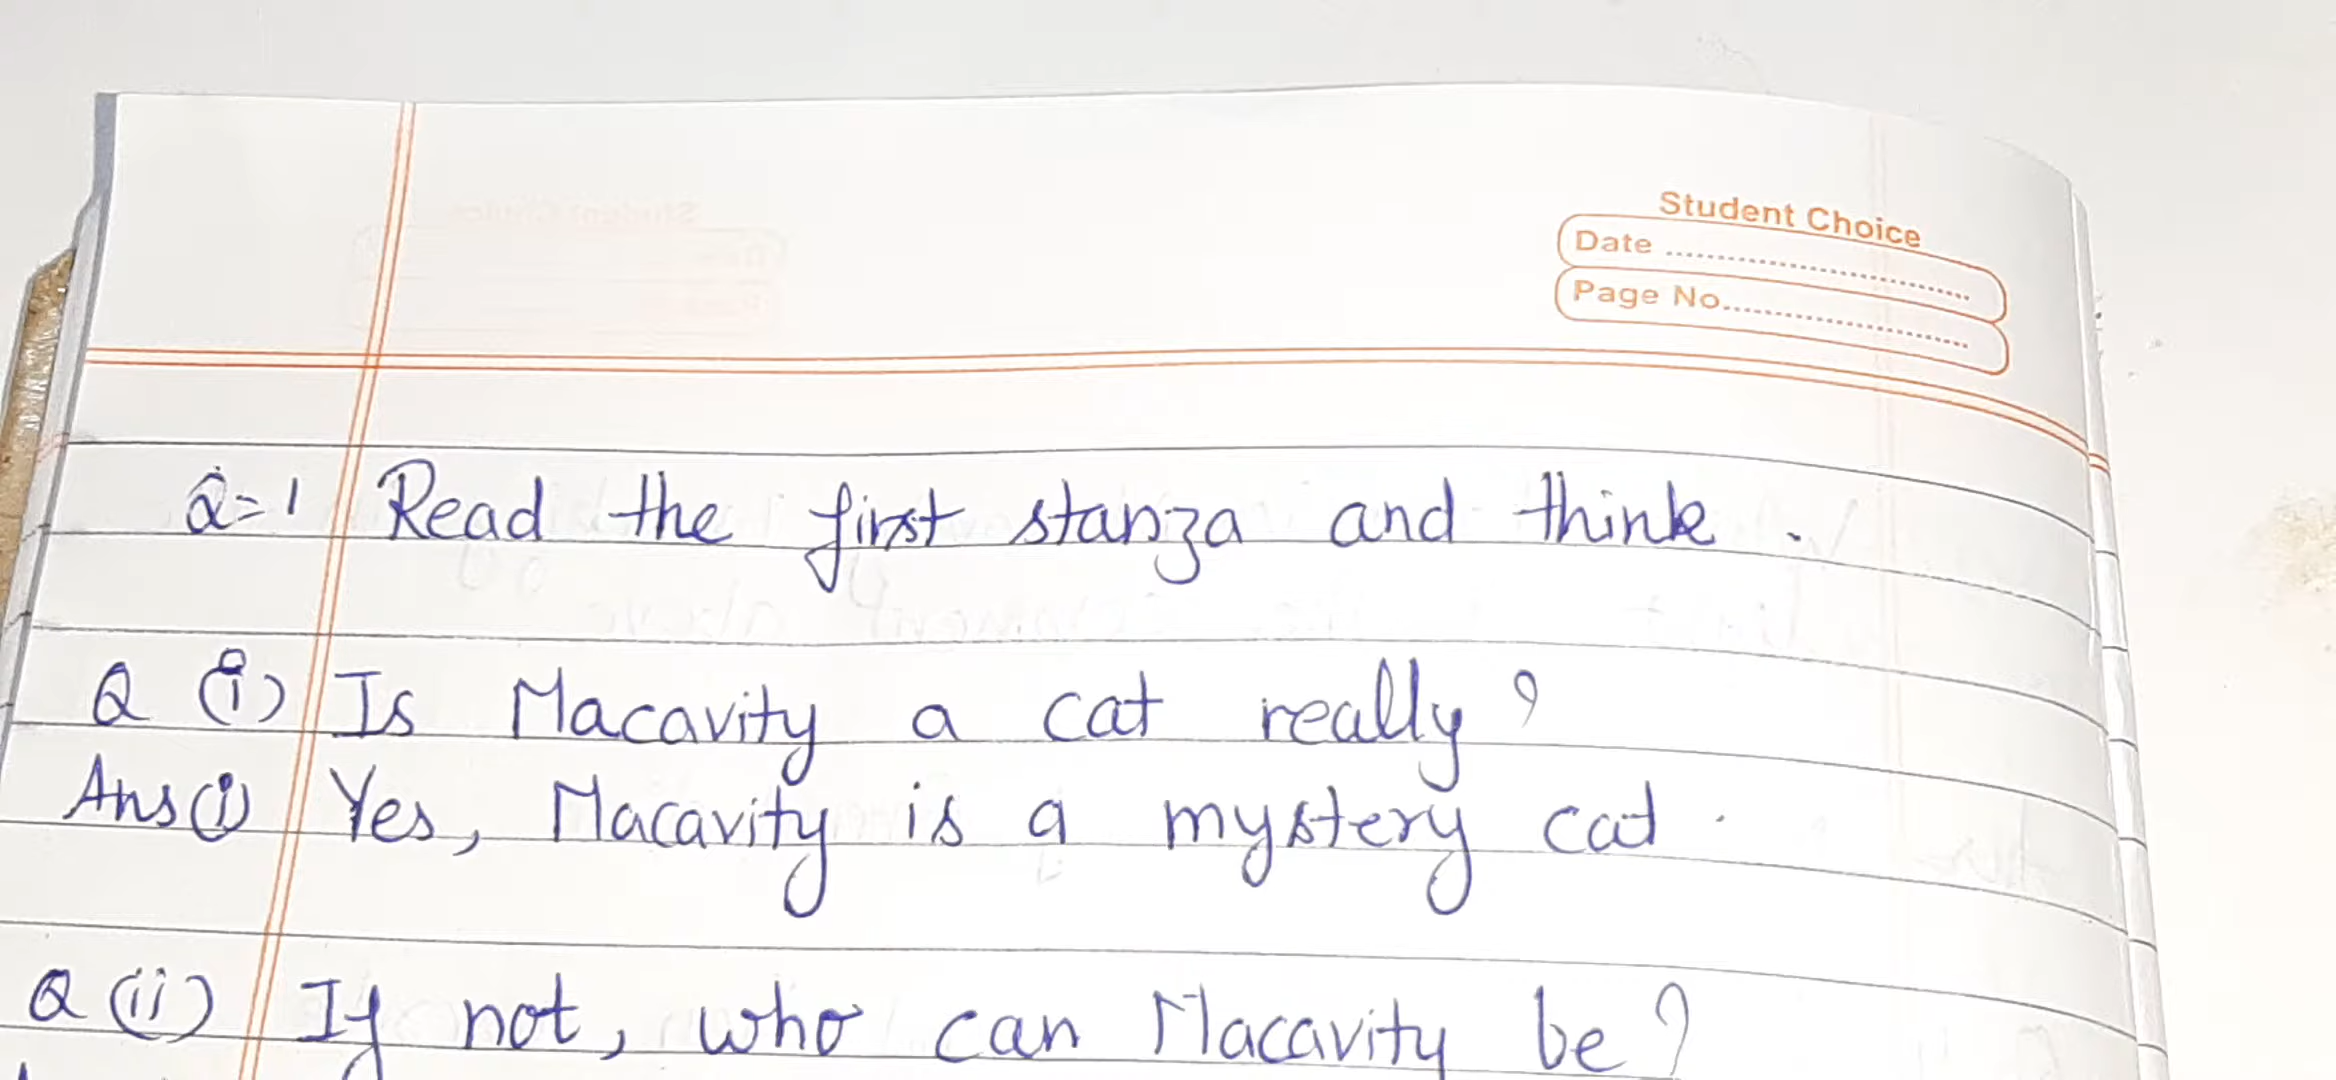 Student Choice
Date
Page No.
Q=1 Read the first stanza and think.
Q (i) Is Macavity a cat really?
Ans(i) Yes, Macavity is a mystery cat.
Q (ii) If not, who can Macavity be?